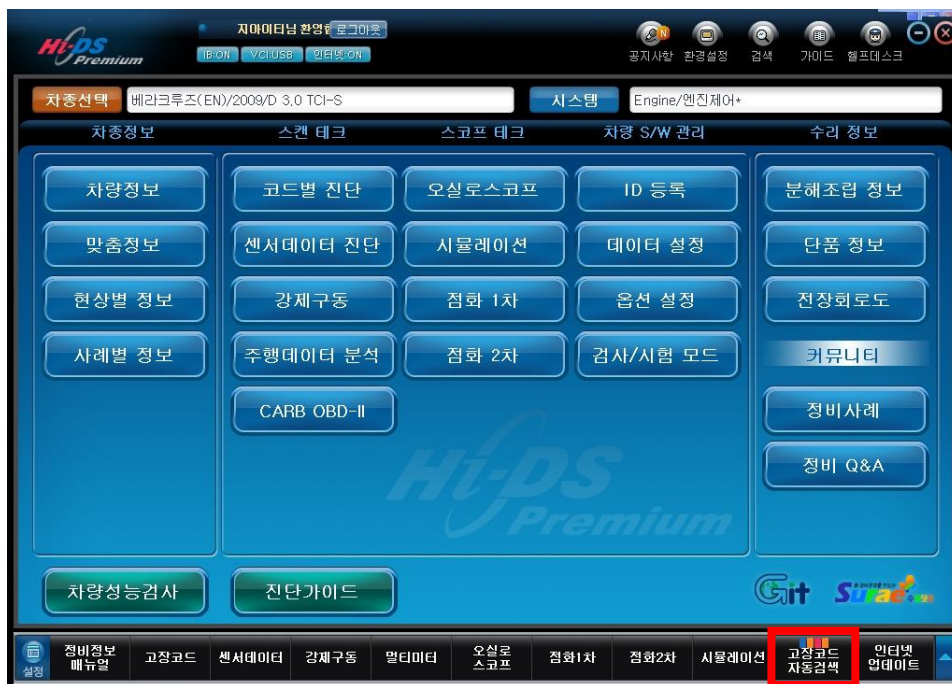 Hi-DS Premium
지아이티님 환영합 로그아웃
IB:ON VCI:USB 인터넷:ON
공지사항 환경설정 검색 가이드 헬프데스크
차종선택 베라크루즈(EN)/2009/D 3.0 TCI-S 시스템 Engine/엔진제어*
차종정보 스캔 테크 스코프 테크 차량 S/W 관리 수리 정보
차량정보 코드별 진단 오실로스코프 ID 등록 분해조립 정보
맞춤정보 센서데이터 진단 시뮬레이션 데이터 설정 단품 정보
현상별 정보 강제구동 점화 1차 옵션 설정 전장회로도
사례별 정보 주행데이터 분석 점화 2차 검사/시험 모드 커뮤니티
CARB OBD-II 정비사례
정비 Q&A
Hi-DS
Premium
차량성능검사 진단가이드 Git Surae
설정 정비정보 매뉴얼 고장코드 센서데이터 강제구동 멀티미터 오실로 스코프 점화1차 점화2차 시뮬레이션 고장코드 자동검색 인터넷 업데이트